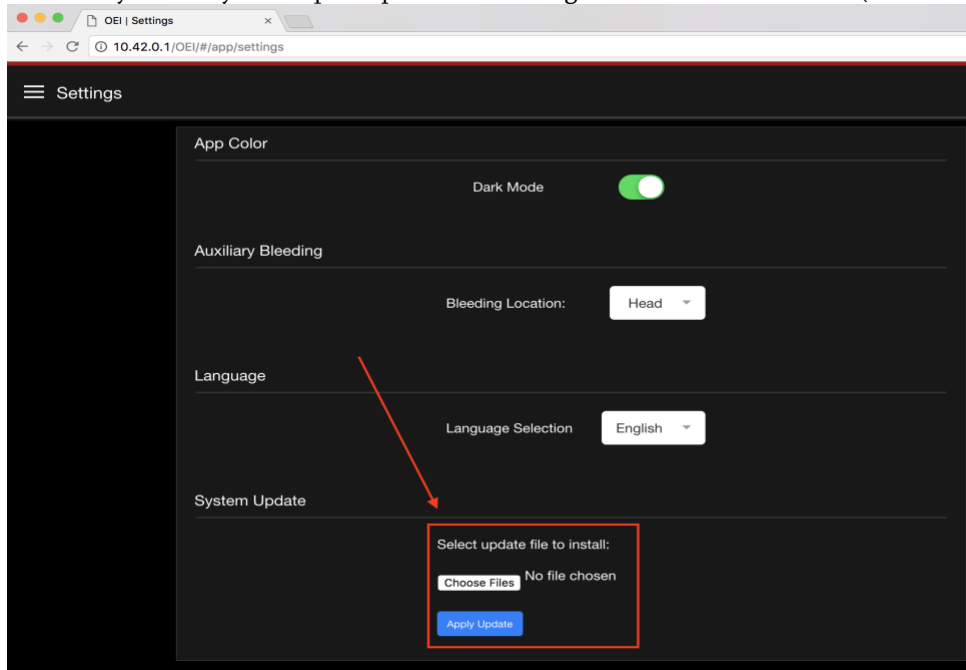 OEI | Settings
10.42.0.1/OEI/#/app/settings
Settings
App Color
Dark Mode
Auxiliary Bleeding
Bleeding Location: Head
Language
Language Selection English
System Update
Select update file to install:
Choose Files No file chosen
Apply Update